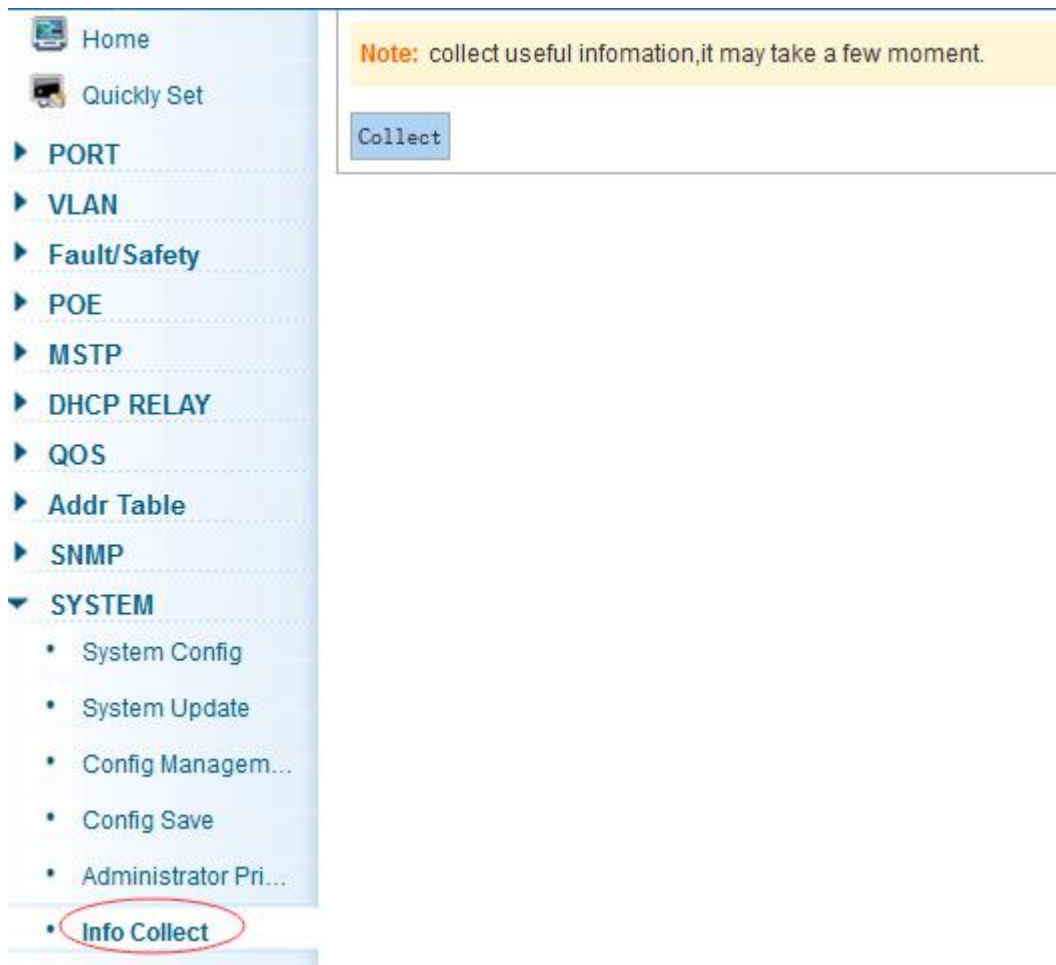 Home
Quickly Set
PORT
VLAN
Fault/Safety
POE
MSTP
DHCP RELAY
QOS
Addr Table
SNMP
SYSTEM
• System Config
• System Update
• Config Managem...
• Config Save
• Administrator Pri...
• Info Collect
Note: collect useful infomation,it may take a few moment.
Collect